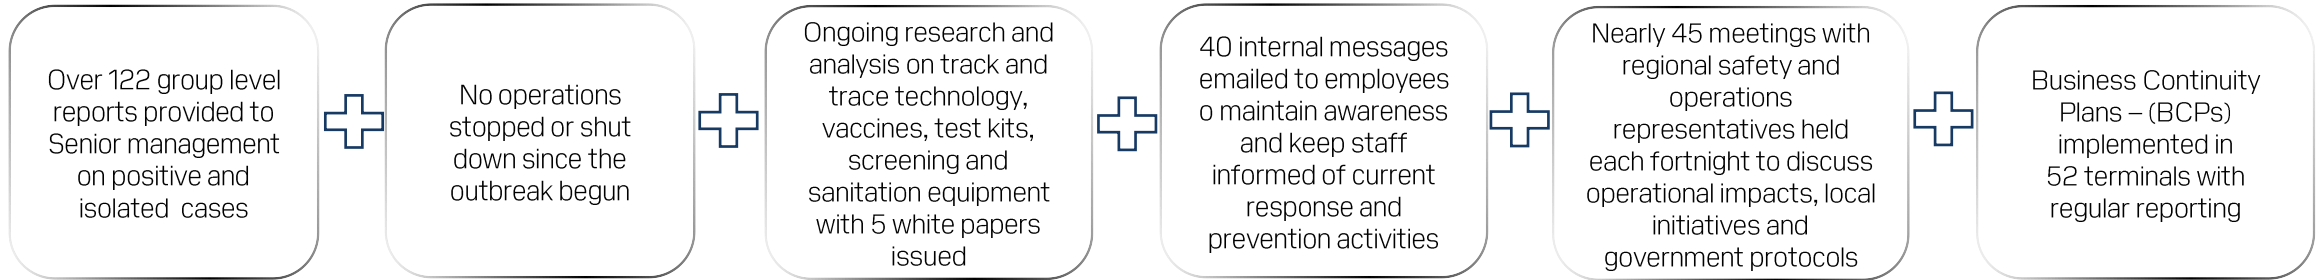 Over 122 group level
reports provided to
Senior management
on positive and
isolated  cases
No operations
stopped or shut
down since the
outbreak begun
Ongoing research and
analysis on track and
trace technology,
vaccines, test kits,
screening and
sanitation equipment
with 5 white papers
issued
40 internal messages
emailed to employees
o maintain awareness
and keep staff
informed of current
response and
prevention activities
Nearly 45 meetings with
regional safety and
operations
representatives held
each fortnight to discuss
operational impacts, local
initiatives and
government protocols
Business Continuity
Plans – (BCPs)
implemented in
52 terminals with
regular reporting